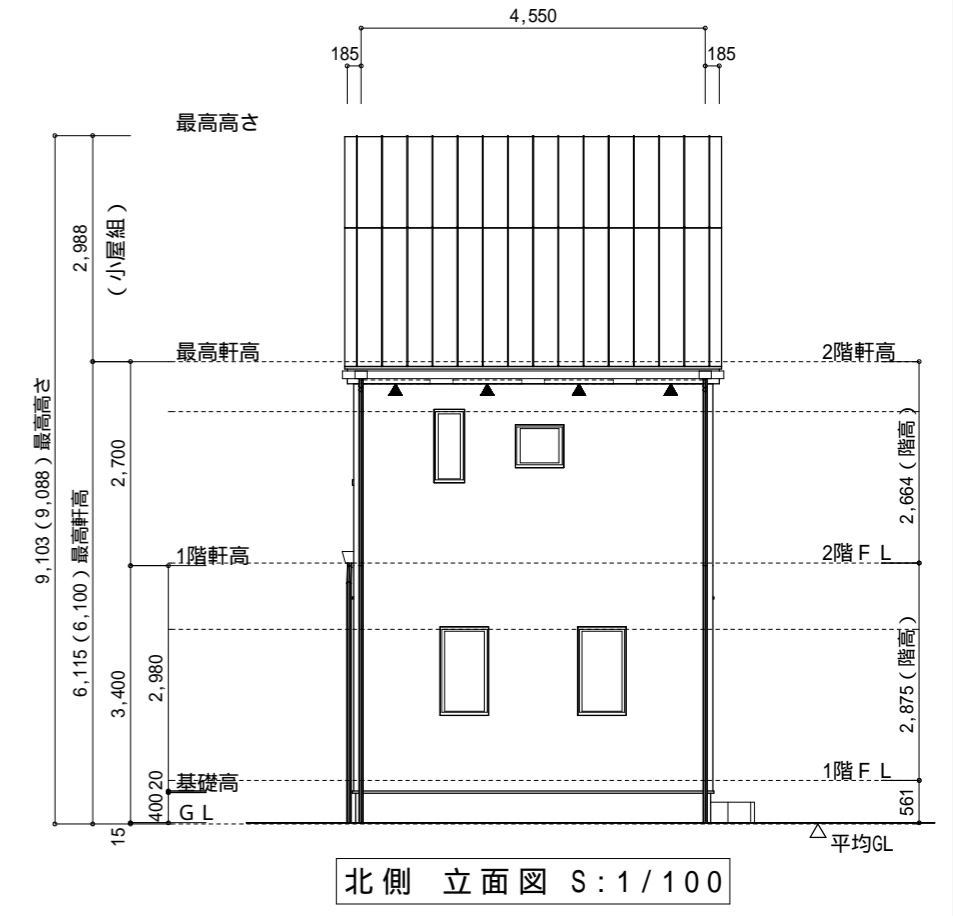 4,550
185
185
最高高さ
2,988
(小屋組)
最高軒高
2階軒高
9,103(9,088)最高高さ
6,115(6,100)最高軒高
2,700
2,664(階高)
1階軒高
2階FL
3,400
2,980
2,875(階高)
1階FL
20
基礎高
400
GL
561
15
平均GL
北側 立面図 S:1/100